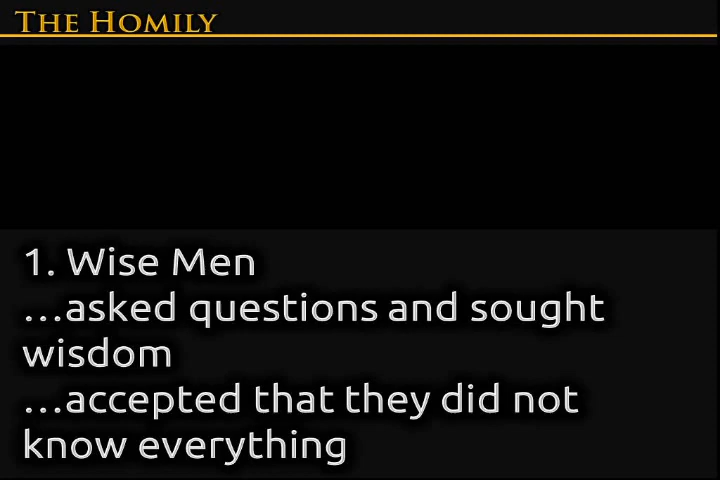 The Homily
1. Wise Men
…asked questions and sought
wisdom
…accepted that they did not
know everything